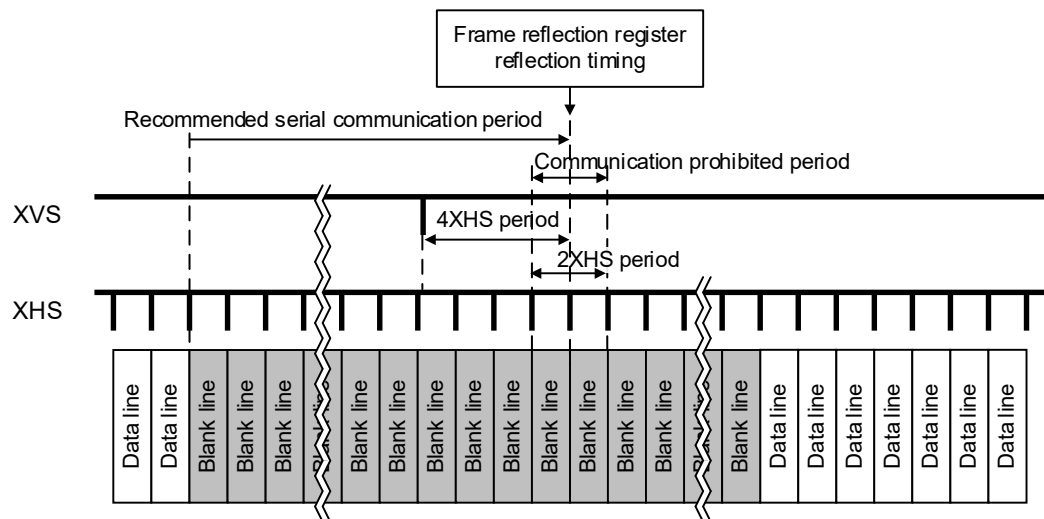 Frame reflection register
reflection timing
Recommended serial communication period
Communication prohibited period
XVS
4XHS period
2XHS period
XHS
Data line
Data line
Blank line
Blank line
Blank line
Blank line
Blank line
Blank line
Blank line
Blank line
Blank line
Blank line
Blank line
Blank line
Blank line
Data line
Data line
Data line
Data line
Data line
Data line
Data line